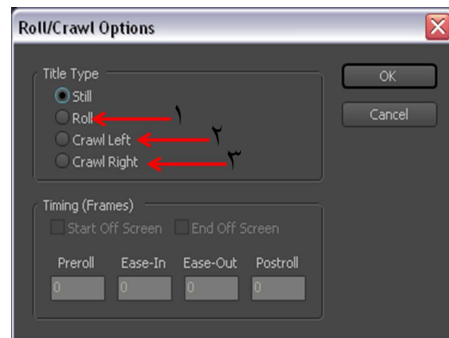 Roll/Crawl Options
Title Type
Still
Roll ١
Crawl Left ٢
Crawl Right ٣
OK
Cancel
Timing (Frames)
Start Off Screen End Off Screen
Preroll Ease-In Ease-Out Postroll
0 0 0 0